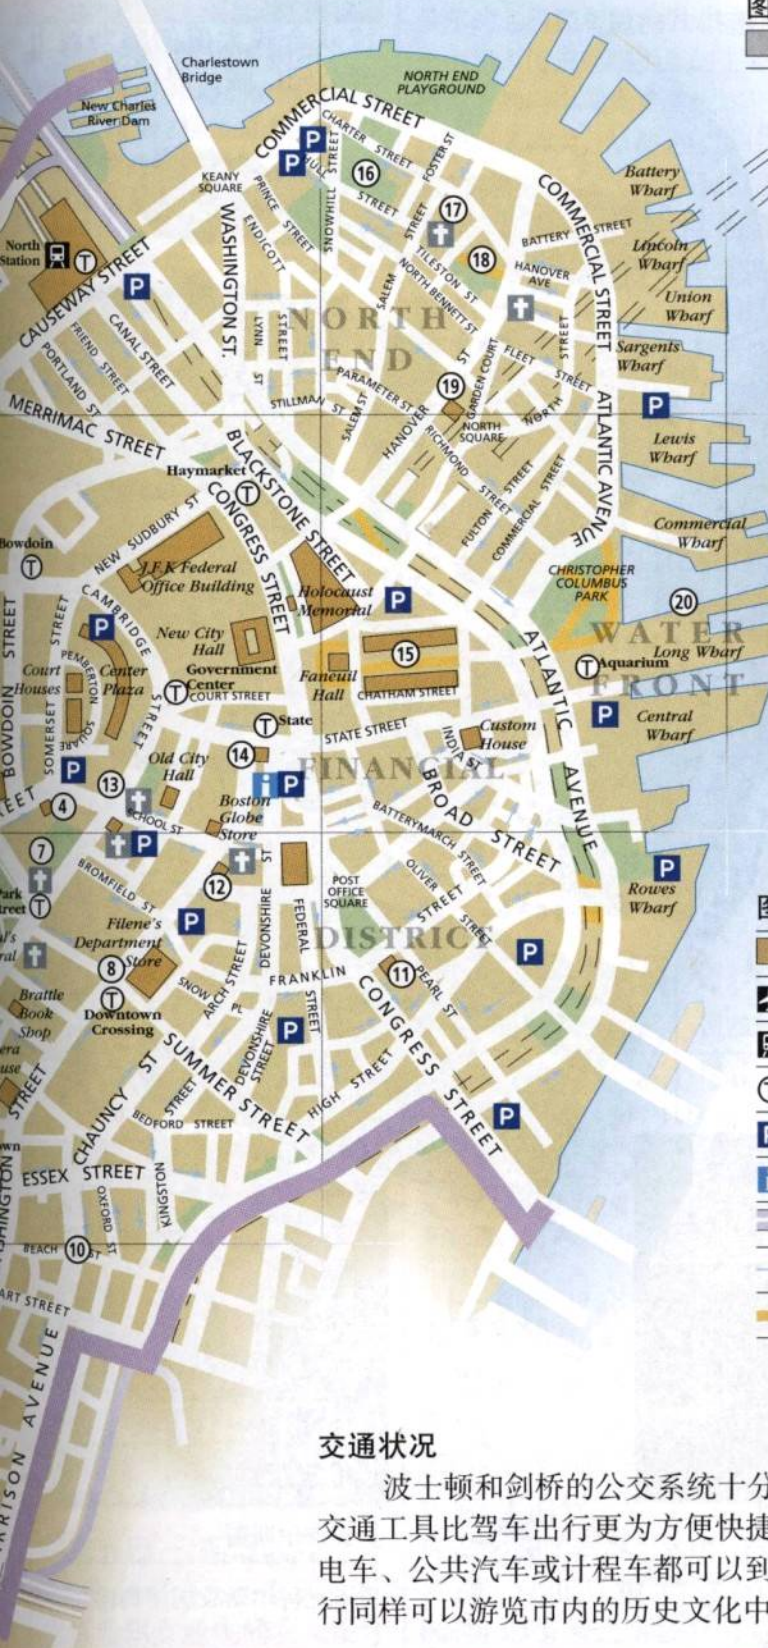 图
Charlestown
Bridge
New Charles
River Dam
NORTH END
PLAYGROUND
COMMERCIAL STREET
CHARTER STREET
FOSTER ST
HULL STREET
SNOWHILL STREET
KEANY
SQUARE
PRINCE STREET
ENDICOTT
16
17
18
Battery
Wharf
COMMERCIAL STREET
BATTERY STREET
Lincoln
Wharf
North
Station
T
CAUSEWAY STREET
WASHINGTON ST.
SALEM STREET
TILESTON ST
NORTH BENNET ST
HANOVER
AVE
Union
Wharf
P
CANAL STREET
FRIEND STREET
PORTLAND ST
LYNN ST
STREET
NORTH
END
FLEET STREET
Sargents
Wharf
PARAMETER ST
STILLMAN ST
SALEM ST
19
GARDEN COURT
HANOVER ST
NORTH
SQUARE
NORTH STREET
RICHMOND STREET
ATLANTIC AVENUE
P
Lewis
Wharf
MERRIMAC STREET
BLACKSTONE STREET
Haymarket
T
CONGRESS STREET
NEW SUDBURY ST
FULTON STREET
COMMERCIAL STREET
Commercial
Wharf
Bowdoin
T
J.F.K Federal
Office Building
CHRISTOPHER
COLUMBUS
PARK
CAMBRIDGE STREET
Holocaust
Memorial
P
20
WATER
FRONT
Long Wharf
BOWDOIN STREET
SOMERSET STREET
PEMBERTON SQUARE
Court
Houses
Center
Plaza
New City
Hall
Government
Center
T
COURT STREET
Faneuil
Hall
15
CHATHAM STREET
T
Aquarium
ATLANTIC AVENUE
P
Central
Wharf
T
State
STATE STREET
INDIA ST
Custom
House
Old City
Hall
14
FINANCIAL
DISTRICT
BROAD STREET
13
4
Boston
Globe
Store
SCHOOL ST
BATTERYMARCH STREET
7
BROMFIELD ST
12
POST
OFFICE
SQUARE
OLIVER STREET
P
Rowes
Wharf
Park
Street
T
Filene's
Department
Store
8
DEVONSHIRE ST
FEDERAL STREET
ARCH STREET
SNOW PL
FRANKLIN
11
PEARL ST
CONGRESS STREET
T
Downtown
Crossing
Brattle
Book
Shop
DEVONSHIRE
STREET
SUMMER STREET
HIGH STREET
CHAUNCY ST
BEDFORD STREET
STREET
ESSEX STREET
OXFORD ST
KINGSTON
BEACH ST
10
ART STREET
HARRISON AVENUE
交通状况
波士顿和剑桥的公交系统十分
交通工具比驾车出行更为方便快捷
电车、公共汽车或计程车都可以到
行同样可以游览市内的历史文化中